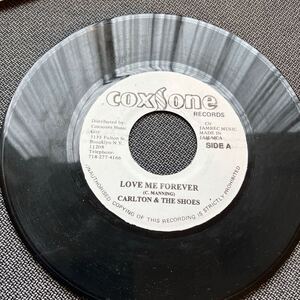 coxsone
RECORDS
Distributed by:
Coxsone Music
City
3135 Fulton St
Brooklyn N.Y.
11208
Telephone:
718-277-4166
C/O
JAMREC MUSIC
MADE IN
JAMAICA
SIDE A
LOVE ME FOREVER
(C. MANNING)
CARLTON & THE SHOES
UNAUTHORISED COPYING OF THIS RECORDING IS STRICTLY PROHIBITED